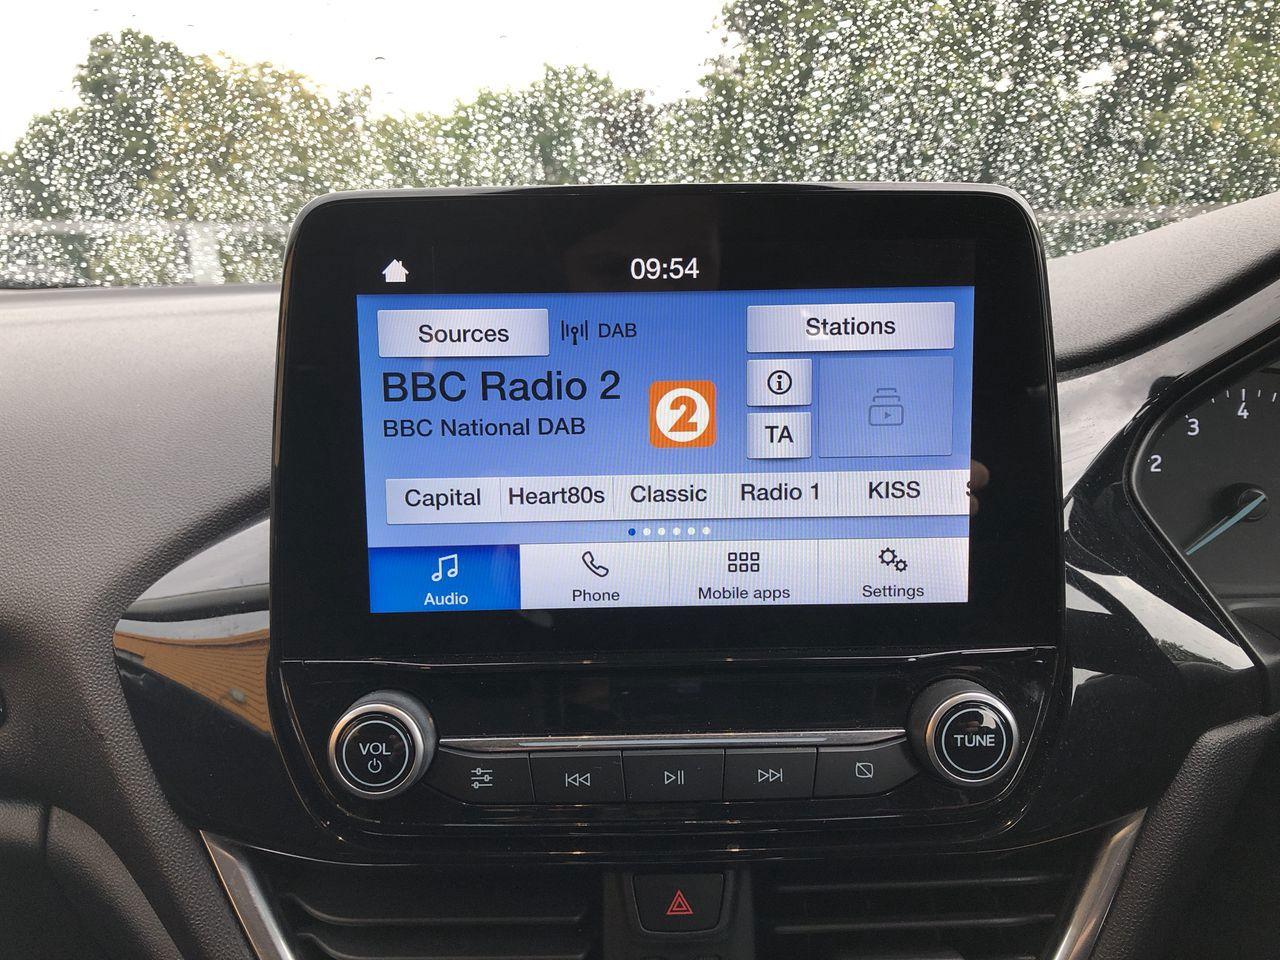 09:54
Sources
DAB
Stations
BBC Radio 2
2
BBC National DAB
TA
Capital Heart80s Classic Radio 1 KISS
Audio Phone Mobile apps Settings
VOL
TUNE
2 3 4